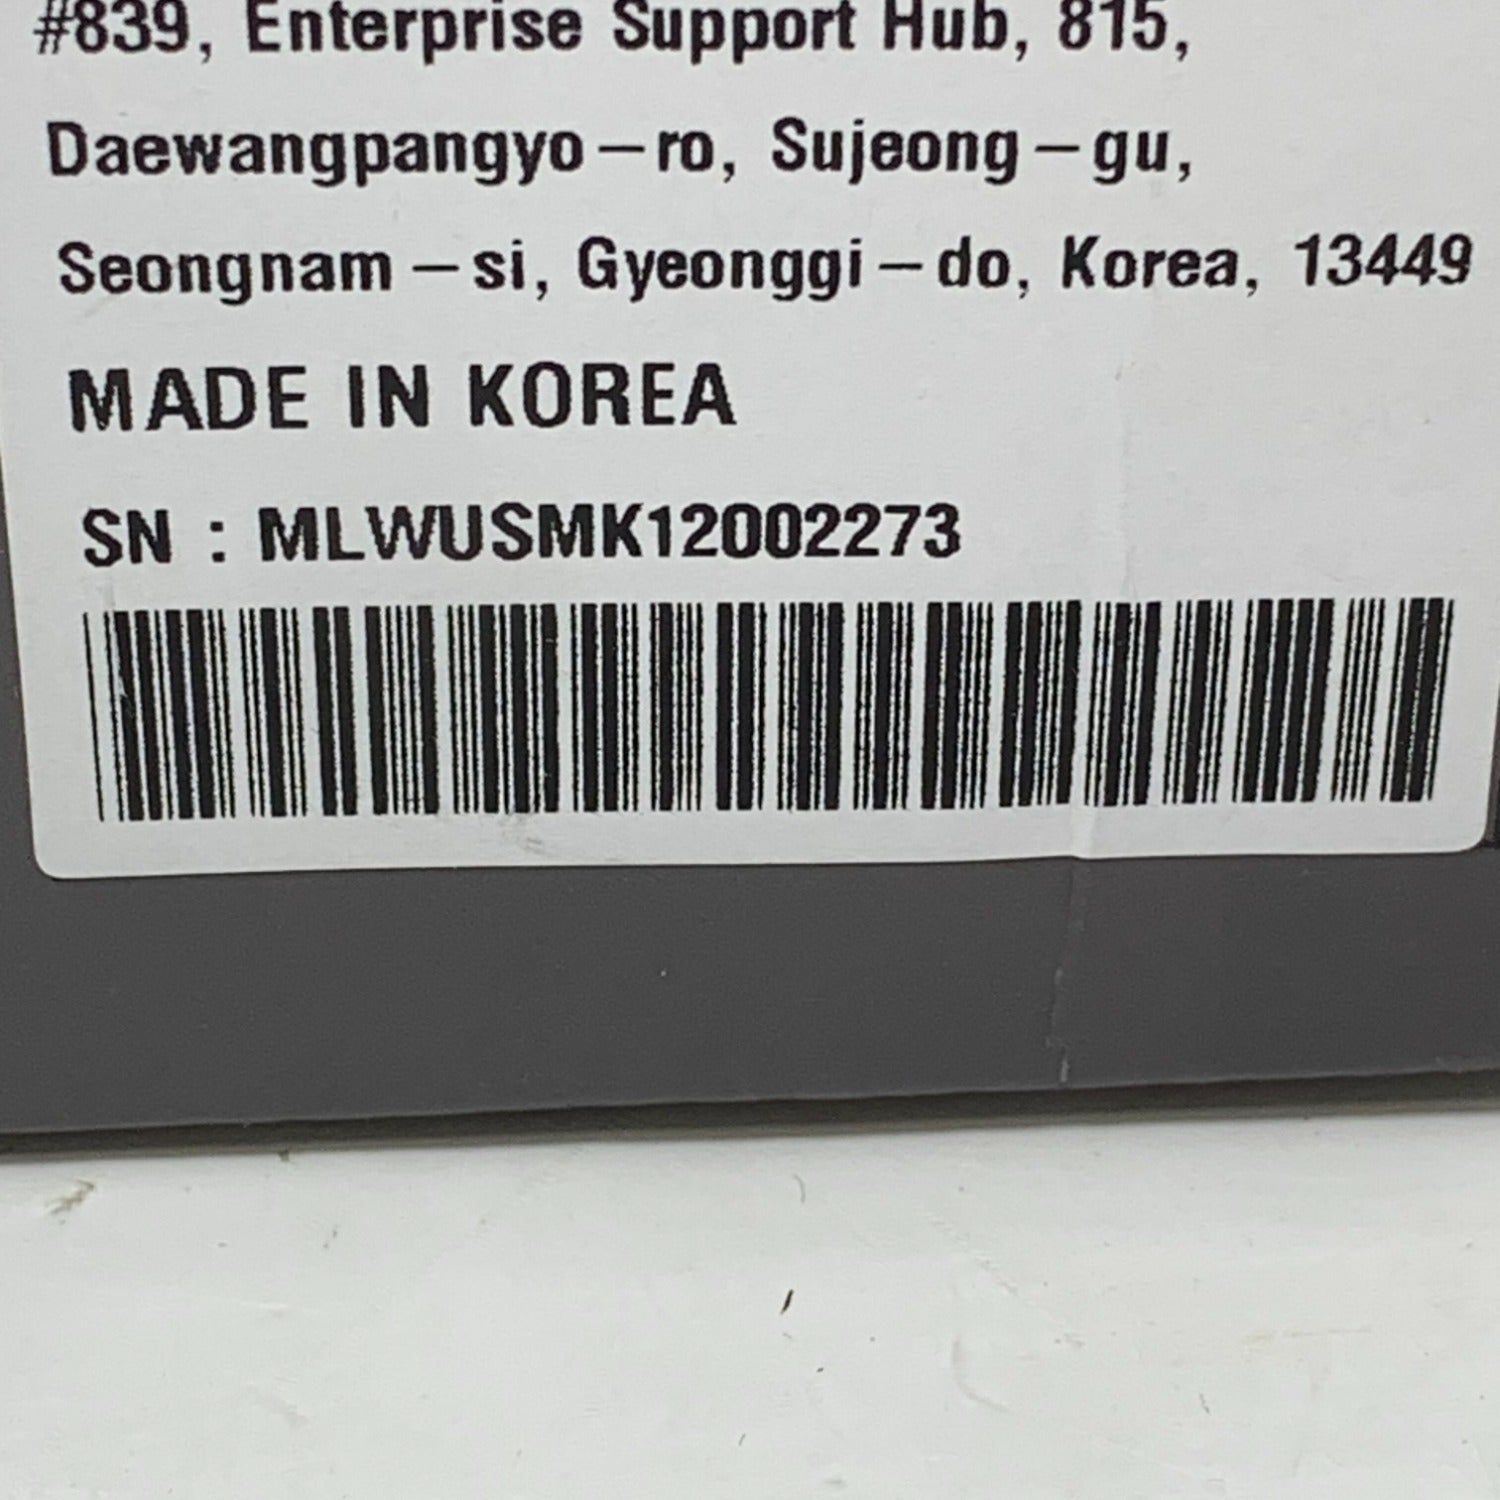 #839, Enterprise Support Hub, 815,
Daewangpangyo-ro, Sujeong-gu,
Seongnam-si, Gyeonggi-do, Korea, 13449
MADE IN KOREA
SN : MLWUSMK12002273